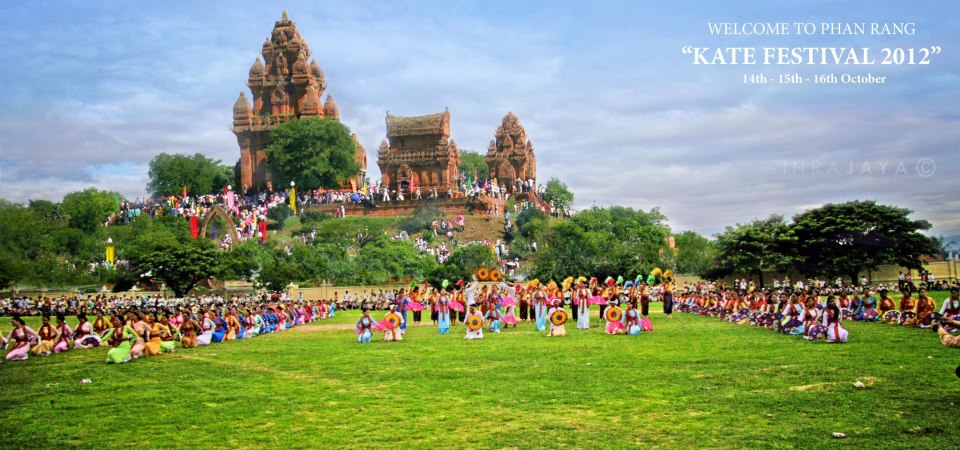 WELCOME TO PHAN RANG
“KATE FESTIVAL 2012”
14th - 15th - 16th October
INRAJAYA ©